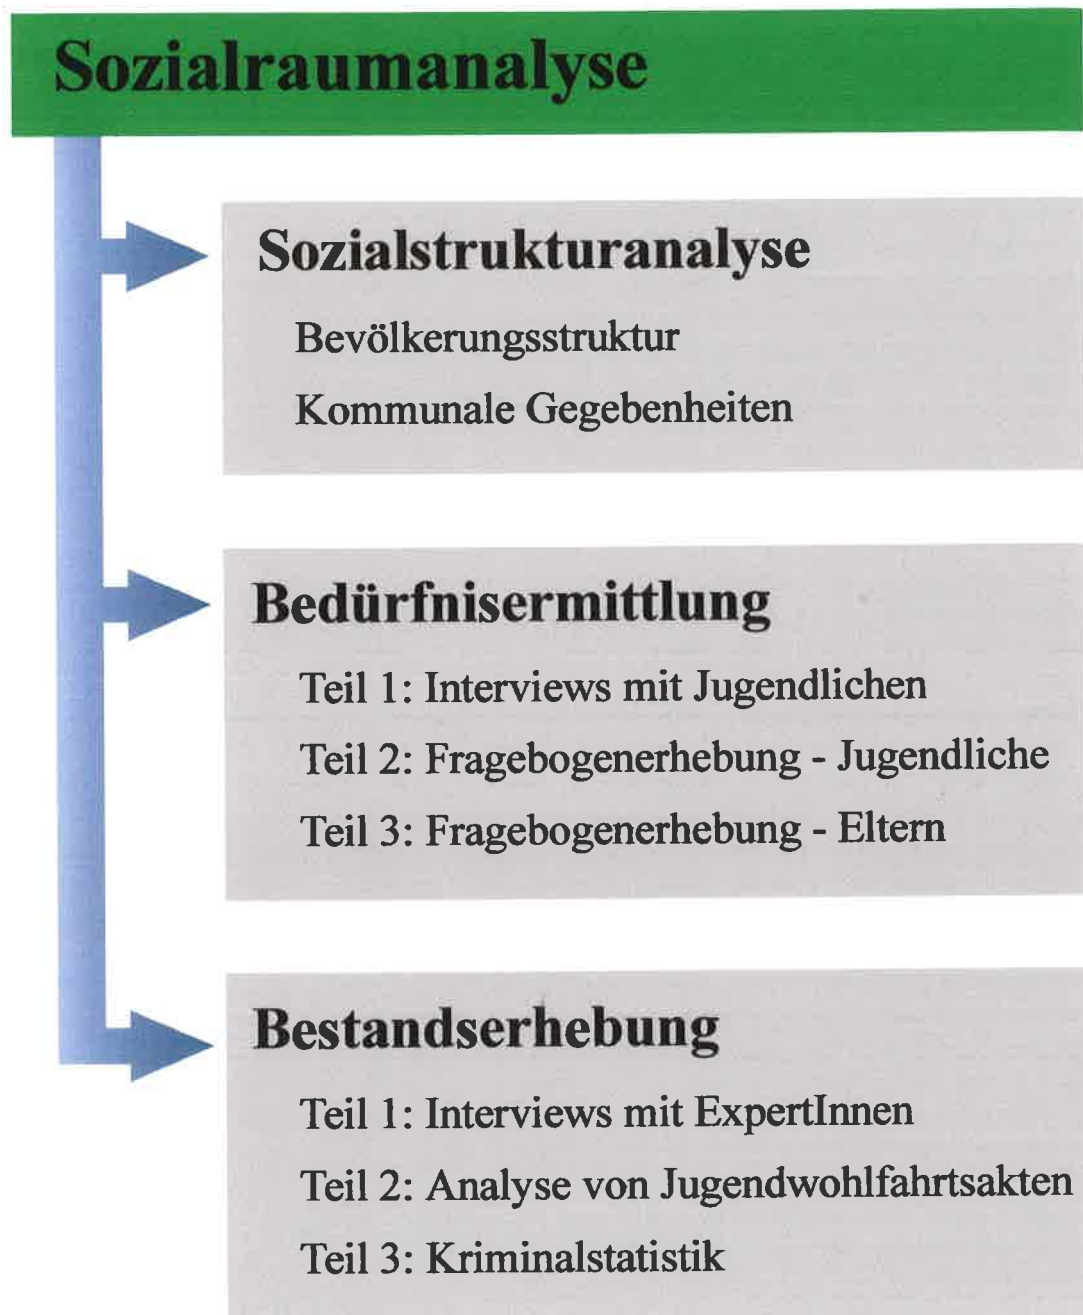 Sozialraumanalyse
Sozialstrukturanalyse
Bevölkerungsstruktur
Kommunale Gegebenheiten
Bedürfnisermittlung
Teil 1: Interviews mit Jugendlichen
Teil 2: Fragebogenerhebung - Jugendliche
Teil 3: Fragebogenerhebung - Eltern
Bestandserhebung
Teil 1: Interviews mit ExpertInnen
Teil 2: Analyse von Jugendwohlfahrtsakten
Teil 3: Kriminalstatistik